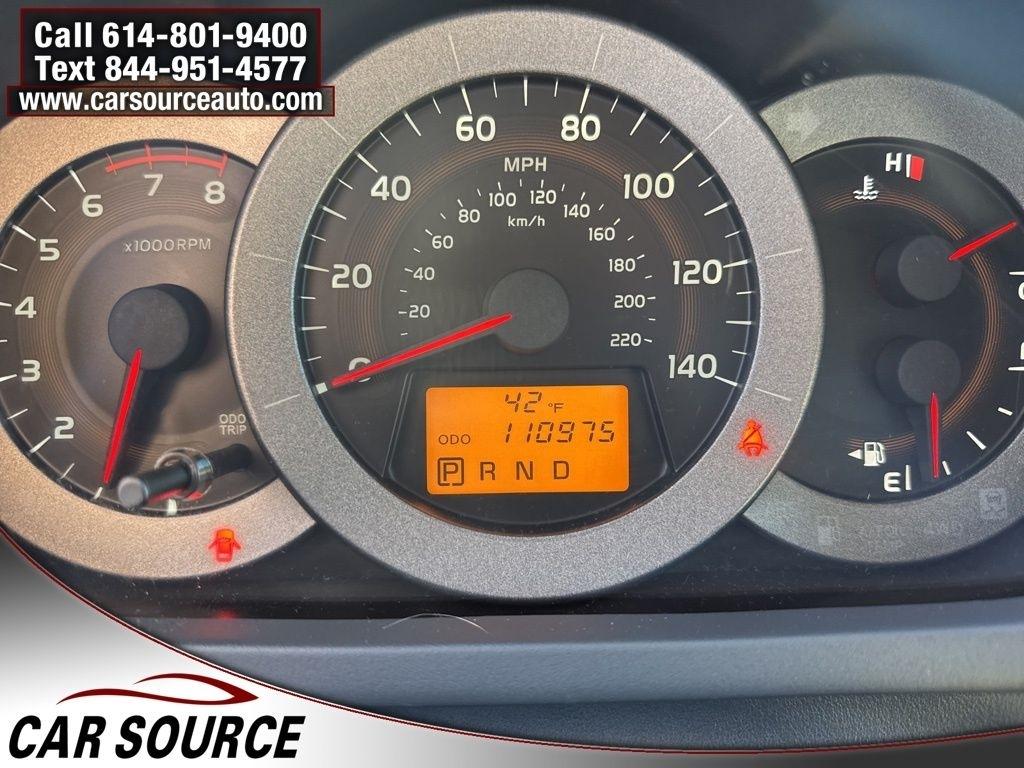 Call 614-801-9400
Text 844-951-4577
www.carsourceauto.com
1
2
3
4
5
6
7
8
x1000RPM
ODO
TRIP
0
20
40
60
80
100
120
140
MPH
20
40
60
80
100
120
140
160
180
200
220
km/h
42 °F
ODO 110975
P R N D
H
E
CAR SOURCE